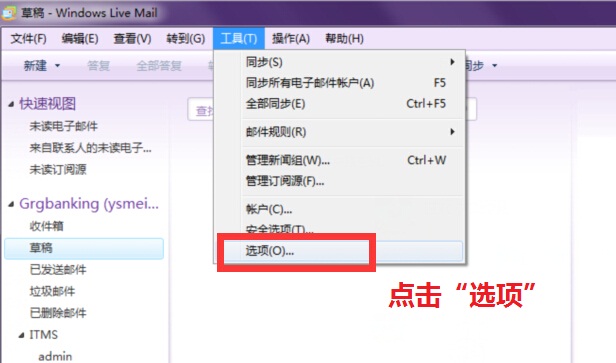 草稿 - Windows Live Mail
文件(F) 编辑(E) 查看(V) 转到(G) 工具(T) 操作(A) 帮助(H)
新建 答复 全部答复 同步
快速视图
未读电子邮件
来自联系人的未读电子...
未读订阅源
Grgbanking (ysmei...
收件箱
草稿
已发送邮件
垃圾邮件
已删除邮件
ITMS
admin
查找
同步(S)
同步所有电子邮件帐户(A) F5
全部同步(E) Ctrl+F5
邮件规则(R)
管理新闻组(W)... Ctrl+W
管理订阅源(F)...
帐户(C)...
安全选项(T)...
选项(O)...
点击“选项”